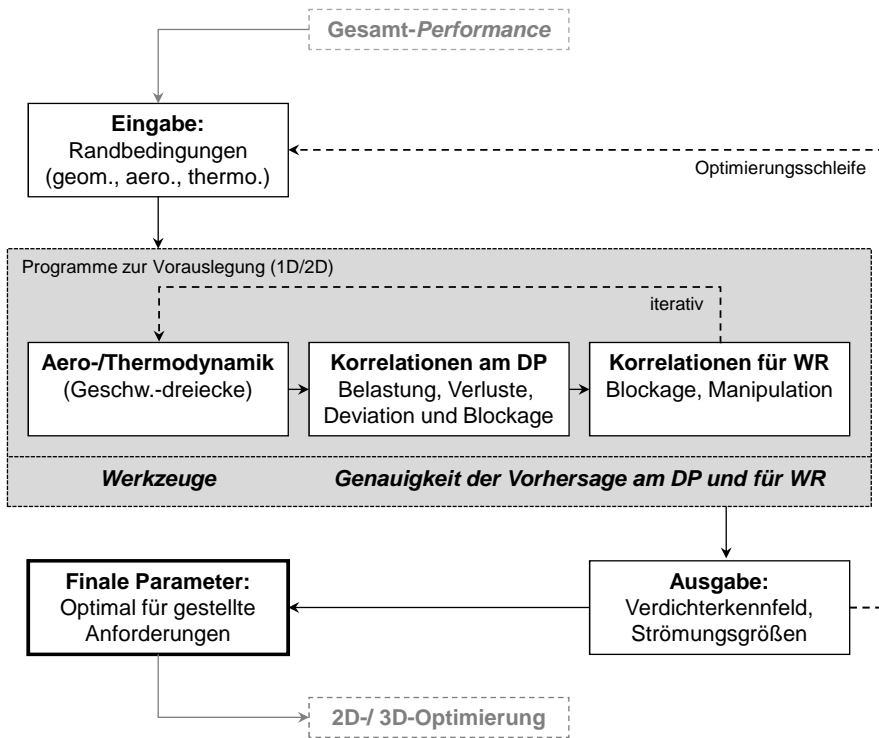 Gesamt-Performance
Eingabe:
Randbedingungen
(geom., aero., thermo.)
Optimierungsschleife
Programme zur Vorauslegung (1D/2D)
iterativ
Aero-/Thermodynamik
(Geschw.-dreiecke)
Korrelationen am DP
Belastung, Verluste,
Deviation und Blockage
Korrelationen für WR
Blockage, Manipulation
Werkzeuge
Genauigkeit der Vorhersage am DP und für WR
Finale Parameter:
Optimal für gestellte
Anforderungen
Ausgabe:
Verdichterkennfeld,
Strömungsgrößen
2D-/ 3D-Optimierung